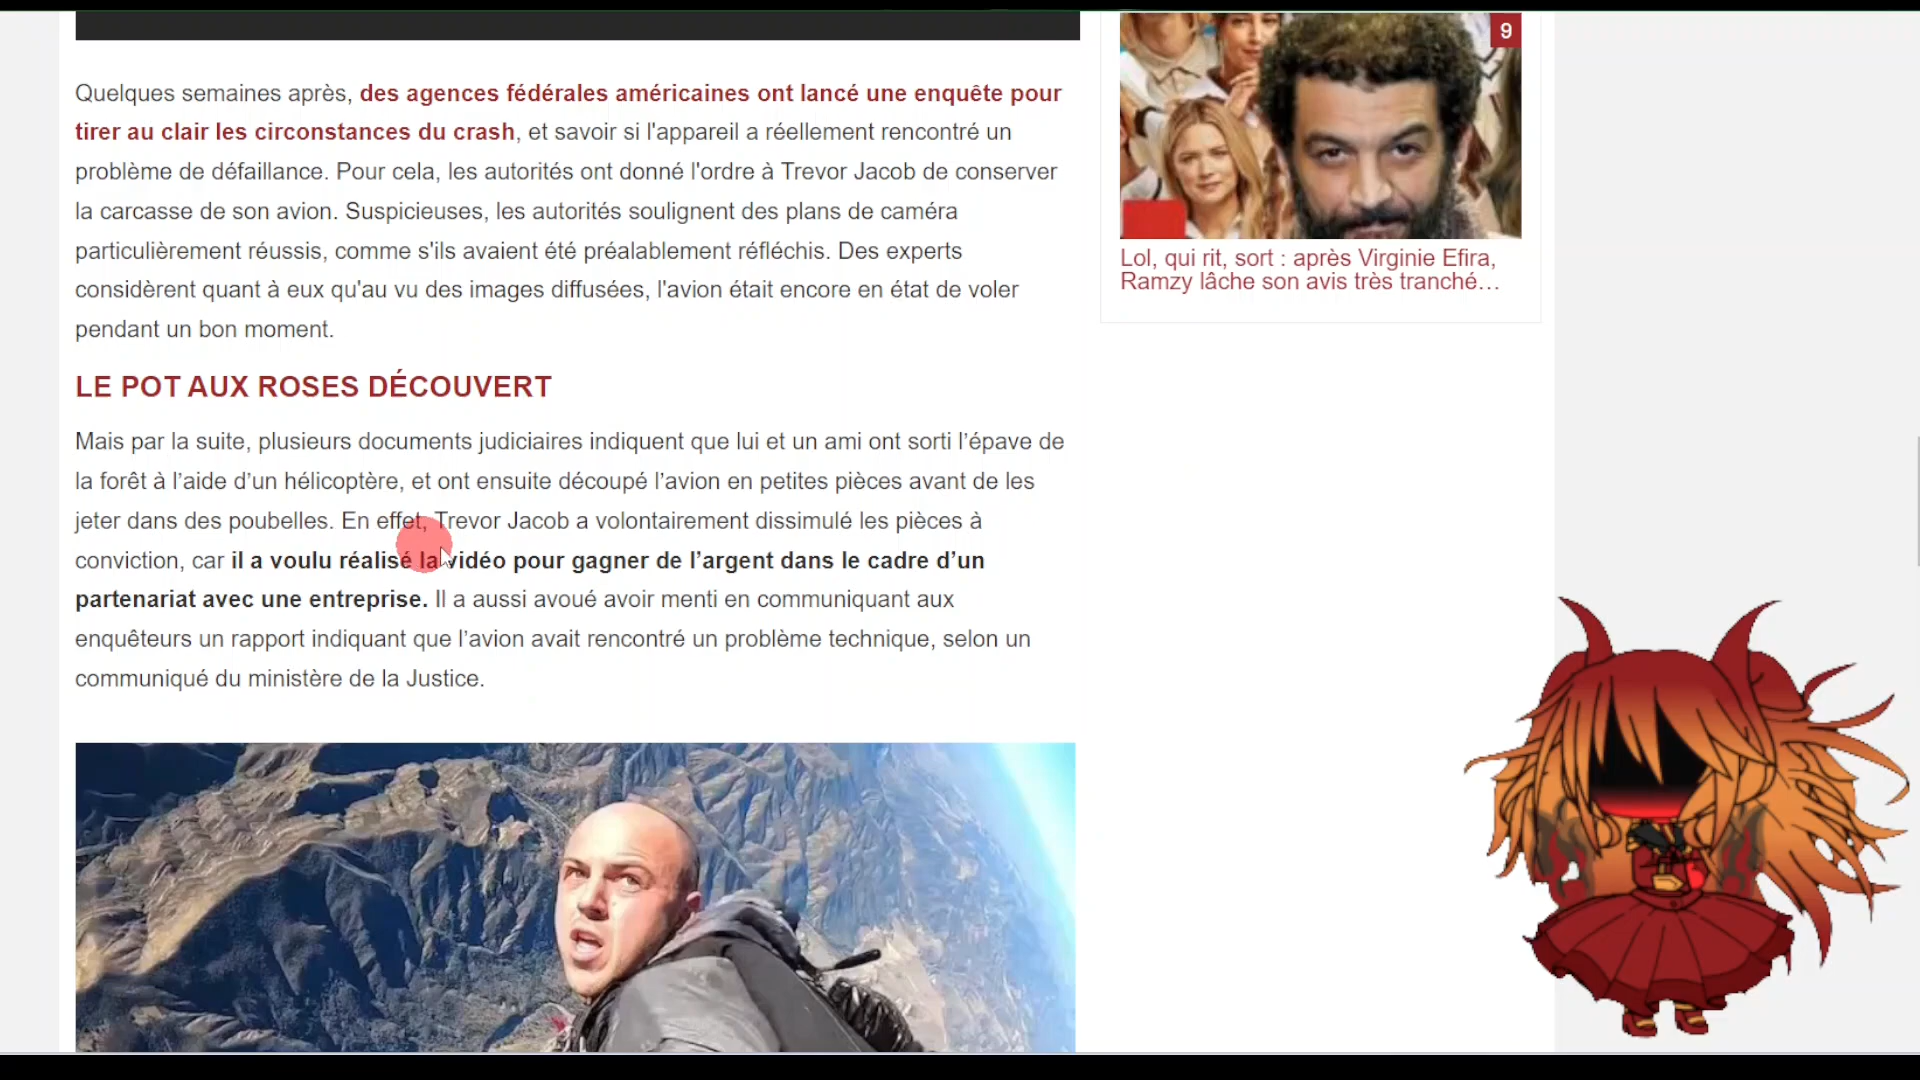 Quelques semaines après, des agences fédérales américaines ont lancé une enquête pour
tirer au clair les circonstances du crash, et savoir si l'appareil a réellement rencontré un
problème de défaillance. Pour cela, les autorités ont donné l'ordre à Trevor Jacob de conserver
la carcasse de son avion. Suspicieuses, les autorités soulignent des plans de caméra
particulièrement réussis, comme s'ils avaient été préalablement réfléchis. Des experts
considèrent quant à eux qu'au vu des images diffusées, l'avion était encore en état de voler
pendant un bon moment.
LE POT AUX ROSES DÉCOUVERT
Mais par la suite, plusieurs documents judiciaires indiquent que lui et un ami ont sorti l’épave de
la forêt à l’aide d’un hélicoptère, et ont ensuite découpé l’avion en petites pièces avant de les
jeter dans des poubelles. En effet, Trevor Jacob a volontairement dissimulé les pièces à
conviction, car il a voulu réalisé la vidéo pour gagner de l’argent dans le cadre d’un
partenariat avec une entreprise. Il a aussi avoué avoir menti en communiquant aux
enquêteurs un rapport indiquant que l’avion avait rencontré un problème technique, selon un
communiqué du ministère de la Justice.
9
Lol, qui rit, sort : après Virginie Efira,
Ramzy lâche son avis très tranché…